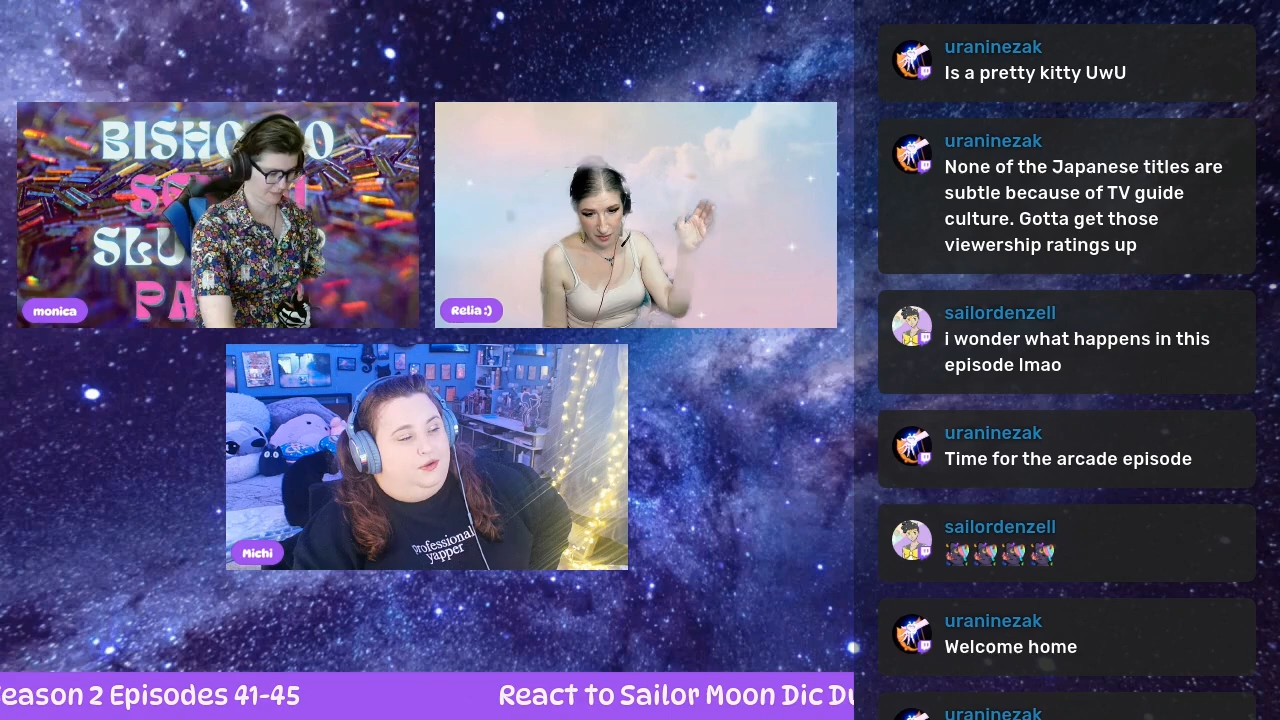 BISHO
monica
Relia :)
Professional
yapper
Michi
eason 2 Episodes 41-45
React to Sailor Moon Dic Du
uraninezak
Is a pretty kitty UwU
uraninezak
None of the Japanese titles are
subtle because of TV guide
culture. Gotta get those
viewership ratings up
sailordenzell
i wonder what happens in this
episode lmao
uraninezak
Time for the arcade episode
sailordenzell
uraninezak
Welcome home
uraninezak